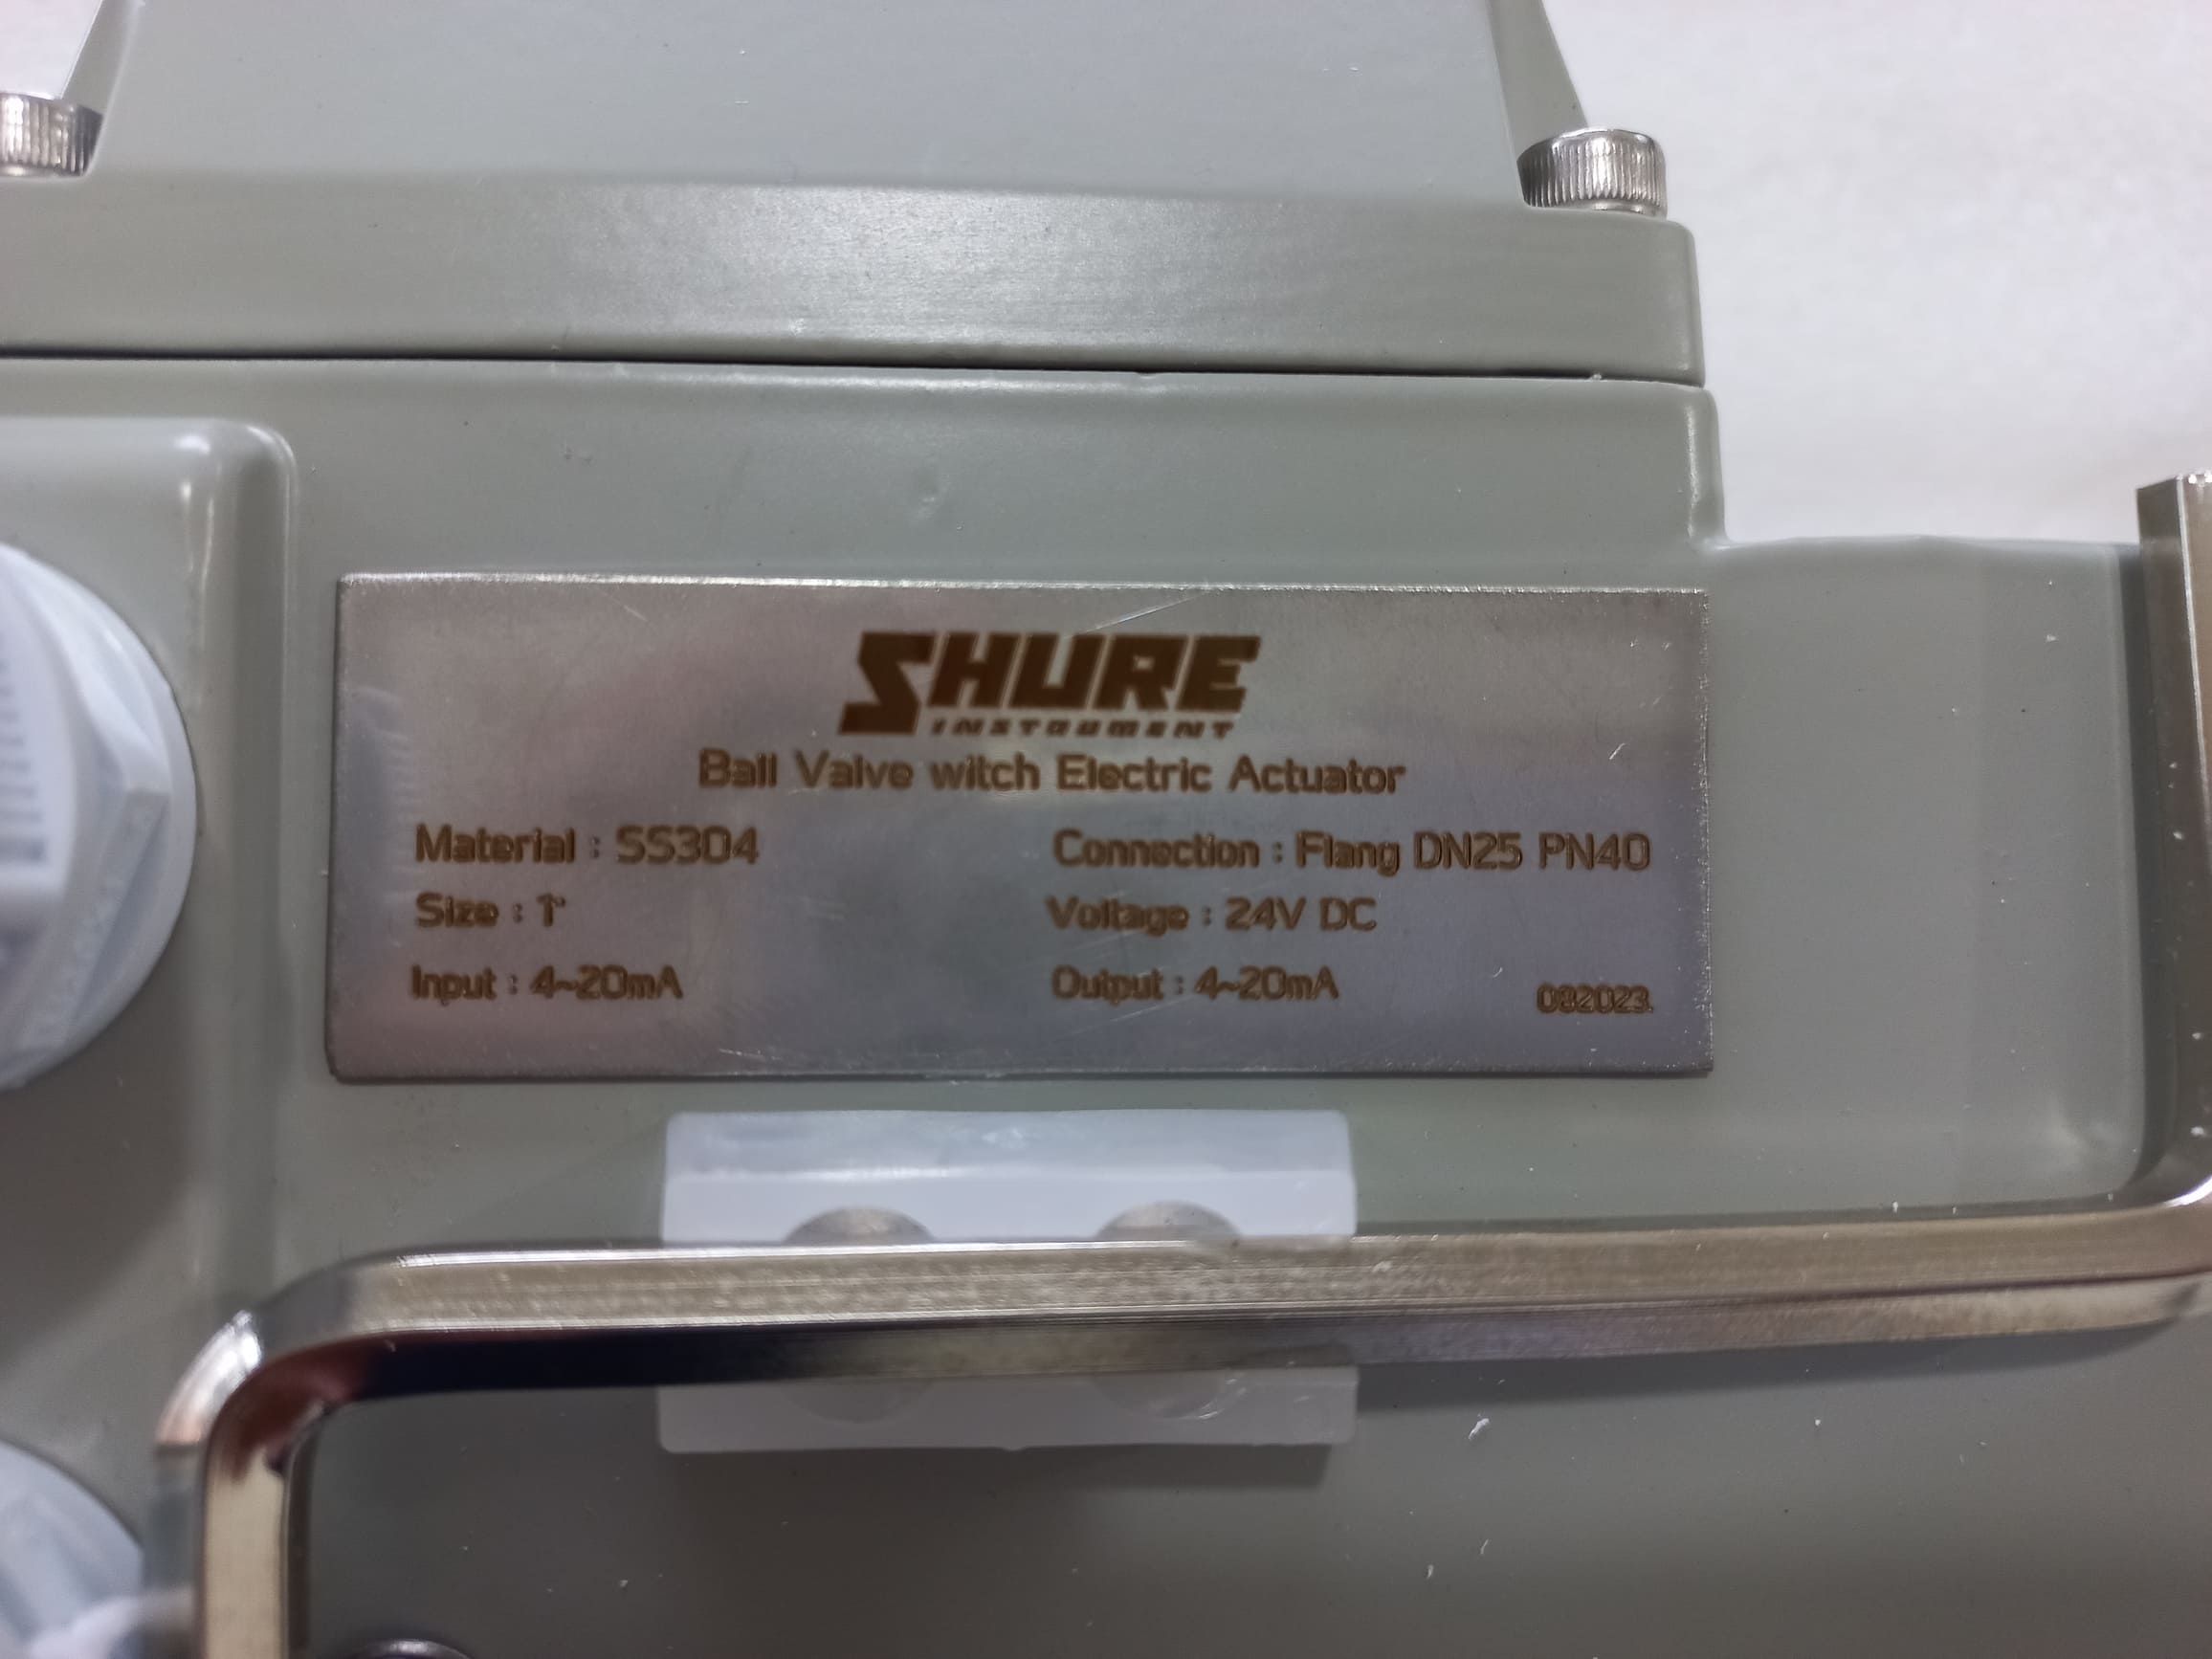 SHURE
INSTRUMENT
Ball Valve witch Electric Actuator
Material : SS304
Connection : Flang DN25 PN40
Size : 1"
Voltage : 24V DC
Input : 4~20mA
Output : 4~20mA
082023.